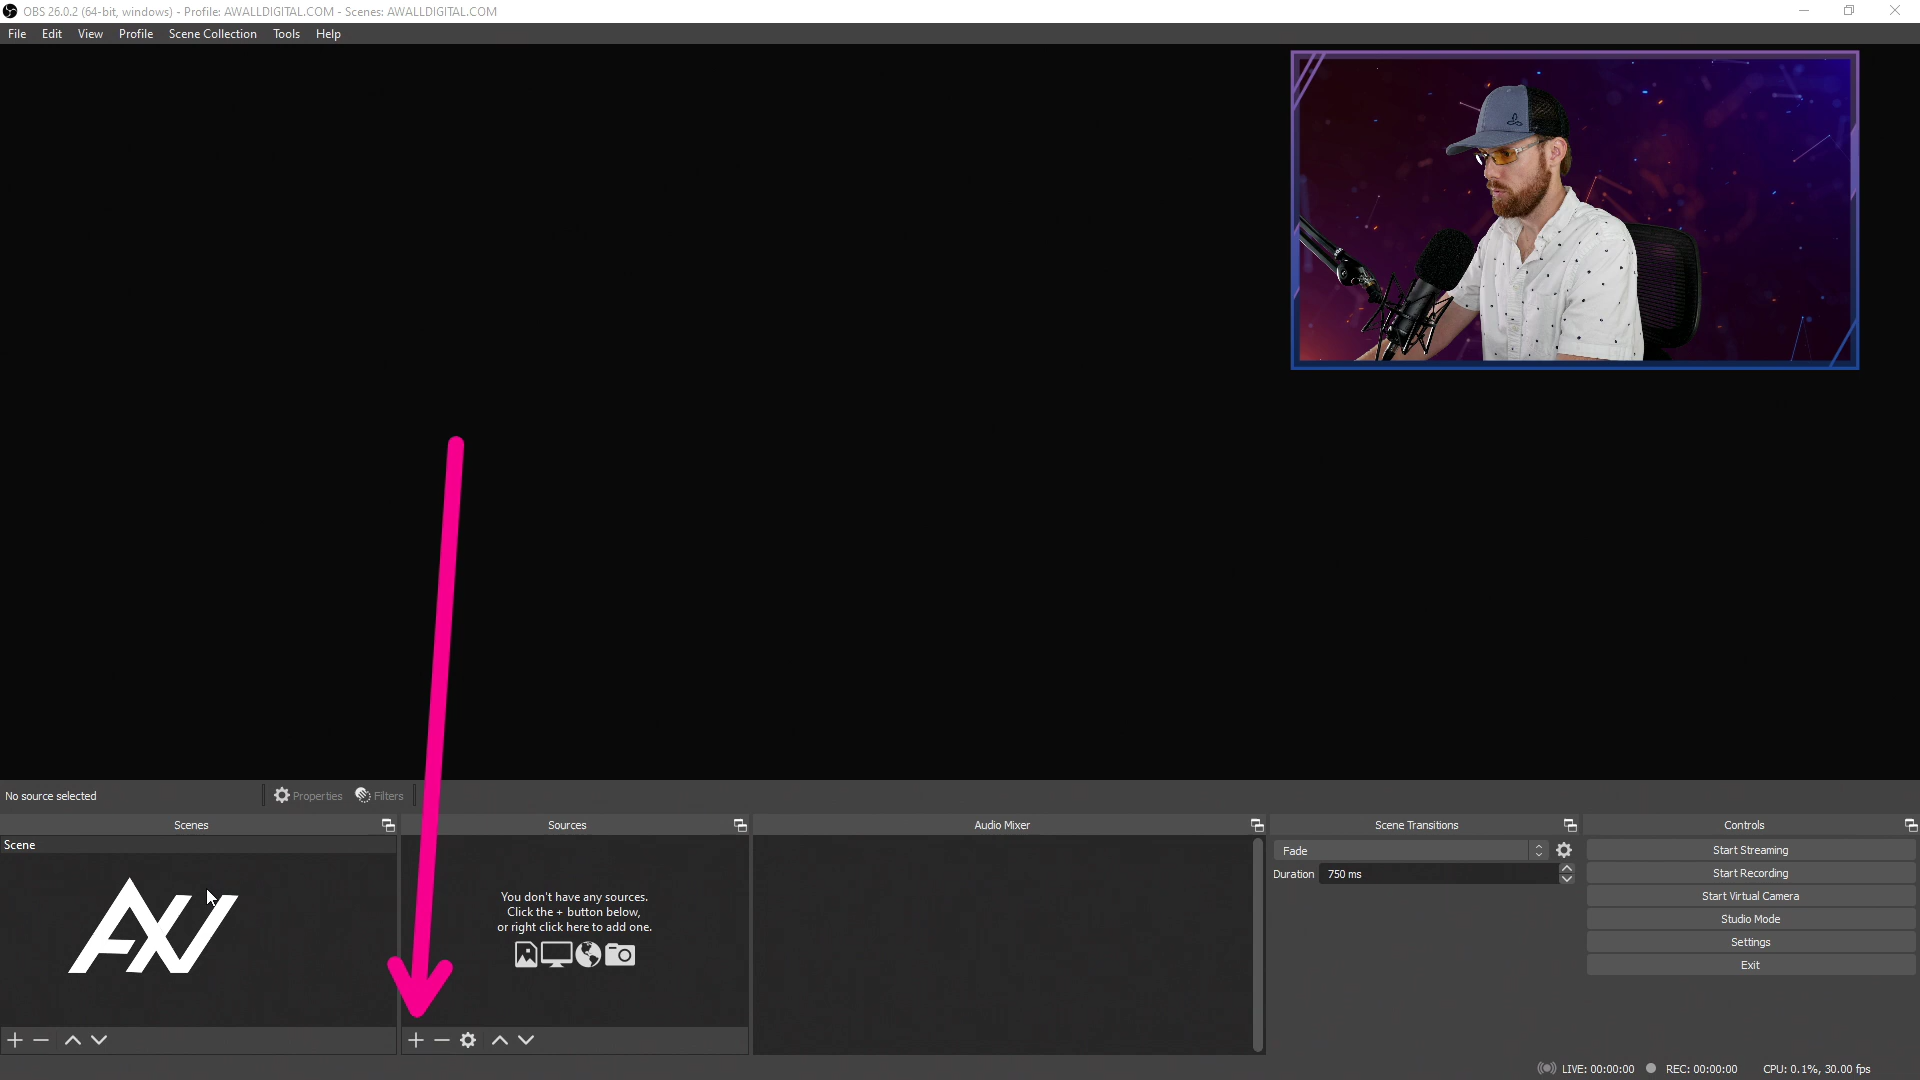 OBS 26.0.2 (64-bit, windows) - Profile: AWALLDIGITAL.COM - Scenes: AWALLDIGITAL.COM
File Edit View Profile Scene Collection Tools Help
No source selected
Properties
Filters
Scenes
Sources
Audio Mixer
Scene Transitions
Controls
Scene
You don't have any sources.
Click the + button below,
or right click here to add one.
Fade
Duration 750 ms
Start Streaming
Start Recording
Start Virtual Camera
Studio Mode
Settings
Exit
AW
LIVE: 00:00:00
REC: 00:00:00
CPU: 0.1%, 30.00 fps